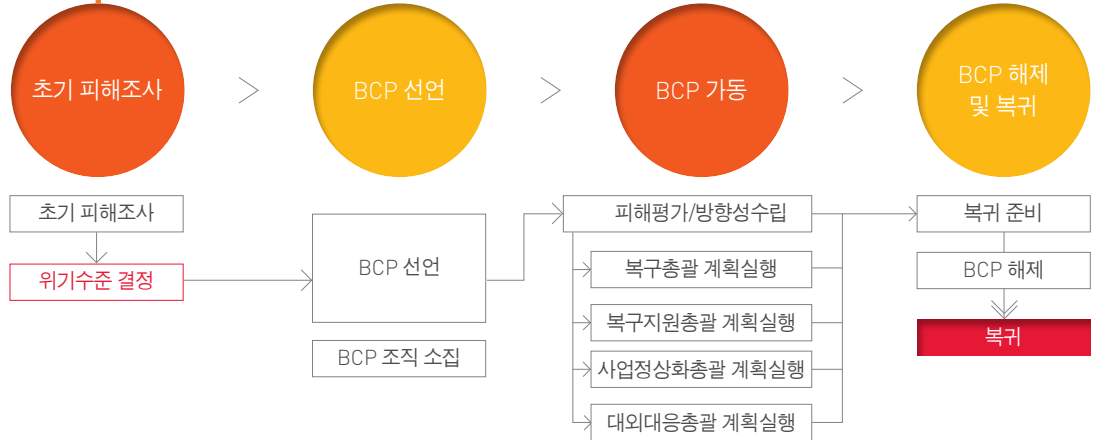 초기 피해조사
BCP 선언
BCP 가동
BCP 해제
및 복귀
초기 피해조사
위기수준 결정
BCP 선언
BCP 조직 소집
피해평가/방향성수립
복구총괄 계획실행
복구지원총괄 계획실행
사업정상화총괄 계획실행
대외대응총괄 계획실행
복귀 준비
BCP 해제
복귀